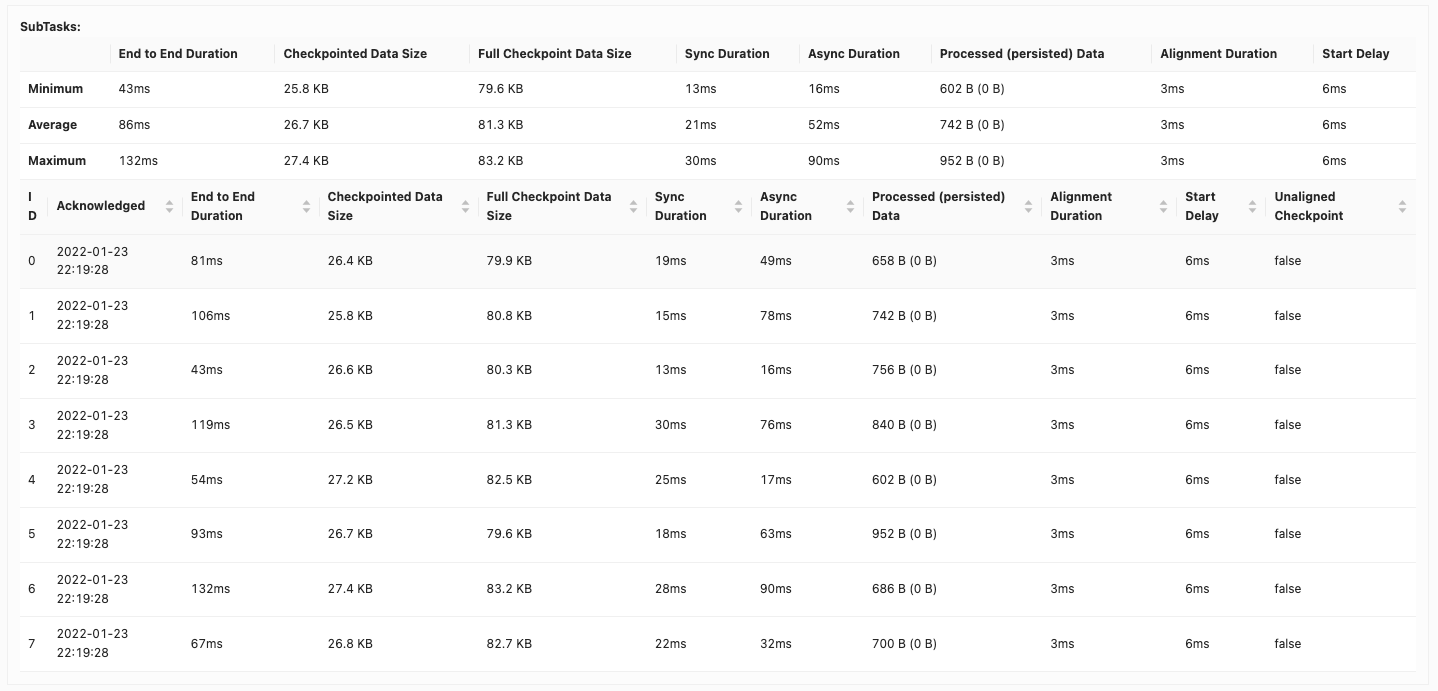 SubTasks:
End to End Duration Checkpointed Data Size Full Checkpoint Data Size Sync Duration Async Duration Processed (persisted) Data Alignment Duration Start Delay
Minimum 43ms 25.8 KB 79.6 KB 13ms 16ms 602 B (0 B) 3ms 6ms
Average 86ms 26.7 KB 81.3 KB 21ms 52ms 742 B (0 B) 3ms 6ms
Maximum 132ms 27.4 KB 83.2 KB 30ms 90ms 952 B (0 B) 3ms 6ms
I End to End Checkpointed Data Full Checkpoint Data Sync Async Processed (persisted) Alignment Start Unaligned
Acknowledged
D Duration Size Size Duration Duration Data Duration Delay Checkpoint
2022-01-23
0 81ms 26.4 KB 79.9 KB 19ms 49ms 658 B (0 B) 3ms 6ms false
22:19:28
2022-01-23
1 106ms 25.8 KB 80.8 KB 15ms 78ms 742 B (0 B) 3ms 6ms false
22:19:28
2022-01-23
2 43ms 26.6 KB 80.3 KB 13ms 16ms 756 B (0 B) 3ms 6ms false
22:19:28
2022-01-23
3 119ms 26.5 KB 81.3 KB 30ms 76ms 840 B (0 B) 3ms 6ms false
22:19:28
2022-01-23
4 54ms 27.2 KB 82.5 KB 25ms 17ms 602 B (0 B) 3ms 6ms false
22:19:28
2022-01-23
5 93ms 26.7 KB 79.6 KB 18ms 63ms 952 B (0 B) 3ms 6ms false
22:19:28
2022-01-23
6 132ms 27.4 KB 83.2 KB 28ms 90ms 686 B (0 B) 3ms 6ms false
22:19:28
2022-01-23
7 67ms 26.8 KB 82.7 KB 22ms 32ms 700 B (0 B) 3ms 6ms false
22:19:28